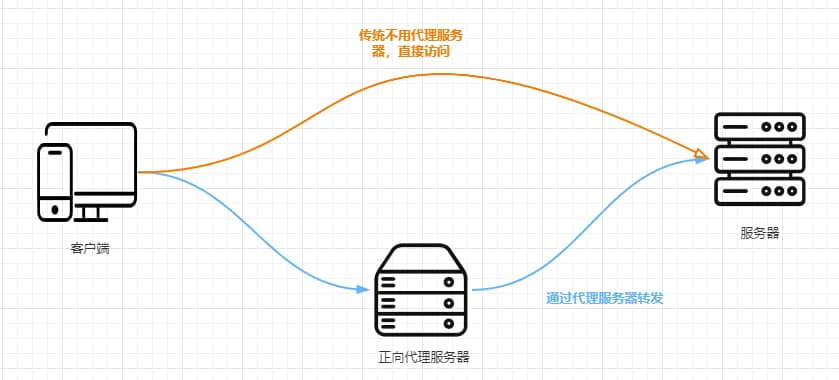 传统不用代理服务
器，直接访问
客户端
服务器
通过代理服务器转发
正向代理服务器